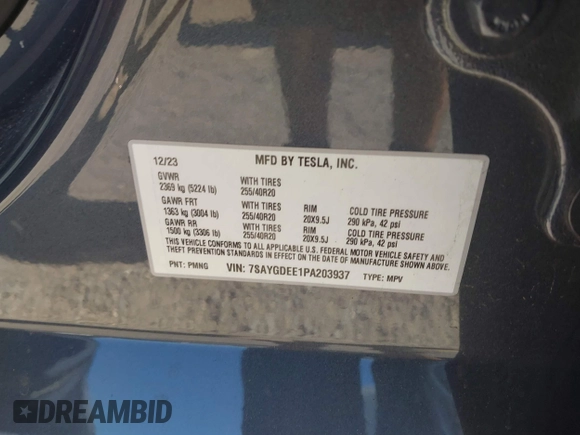 12/23 MFD BY TESLA, INC.
GVWR
2369 kg (5224 lb) WITH TIRES 255/40R20
GAWR FRT
1363 kg (3004 lb) WITH TIRES 255/40R20 RIM 20X9.5J COLD TIRE PRESSURE 290 kPa, 42 psi
GAWR RR
1500 kg (3306 lb) WITH TIRES 255/40R20 RIM 20X9.5J COLD TIRE PRESSURE 290 kPa, 42 psi
THIS VEHICLE CONFORMS TO ALL APPLICABLE U.S. FEDERAL MOTOR VEHICLE SAFETY AND
THEFT PREVENTION STANDARDS IN EFFECT ON THE DATE OF MANUFACTURE SHOWN ABOVE.
PNT: PMNG VIN: 7SAYGDEE1PA203937 TYPE: MPV
DREAMBID